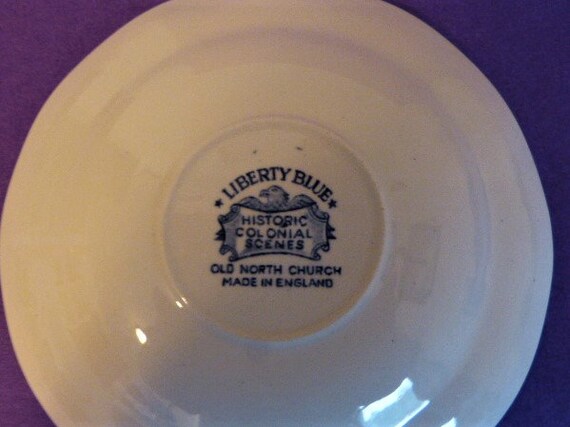 ★ LIBERTY BLUE ★
HISTORIC
COLONIAL
SCENES
OLD NORTH CHURCH
MADE IN ENGLAND